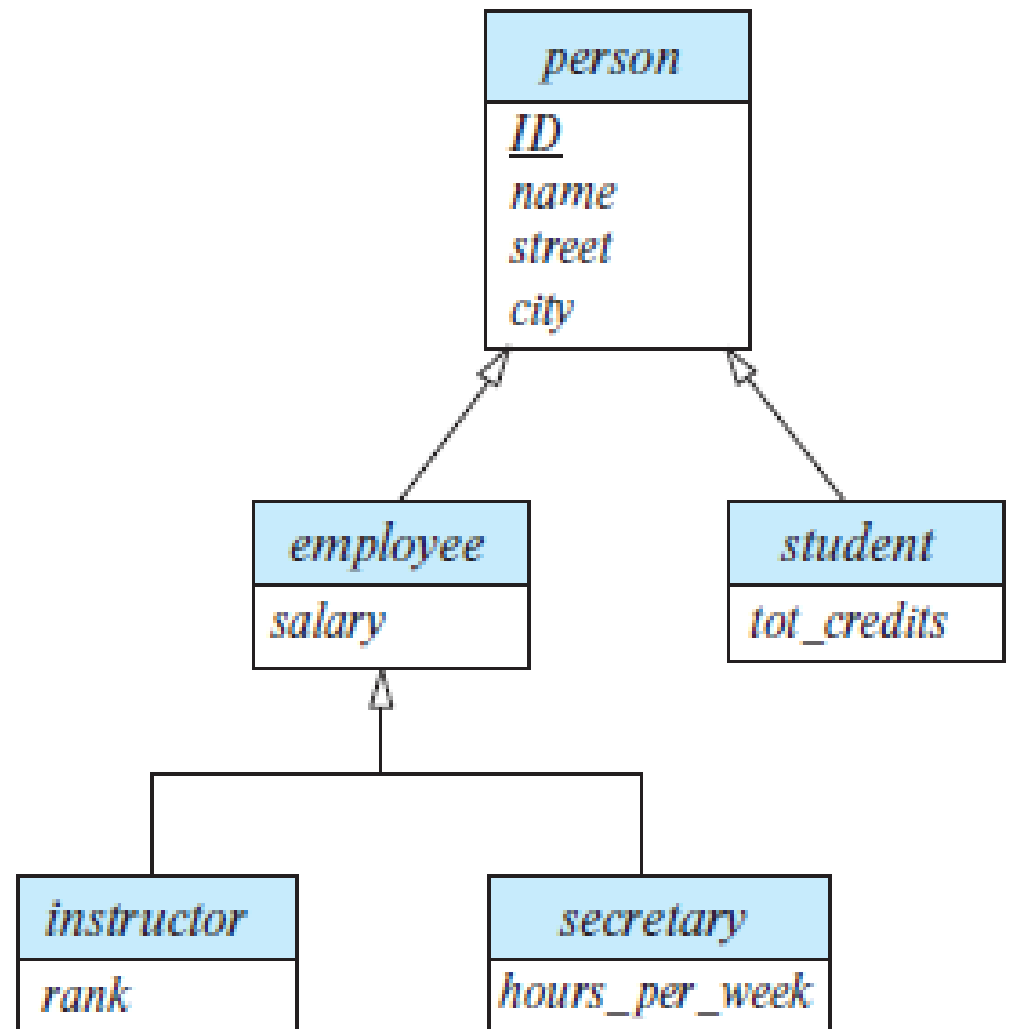 person
ID
name
street
city
employee
salary
student
tot_credits
instructor
rank
secretary
hours_per_week